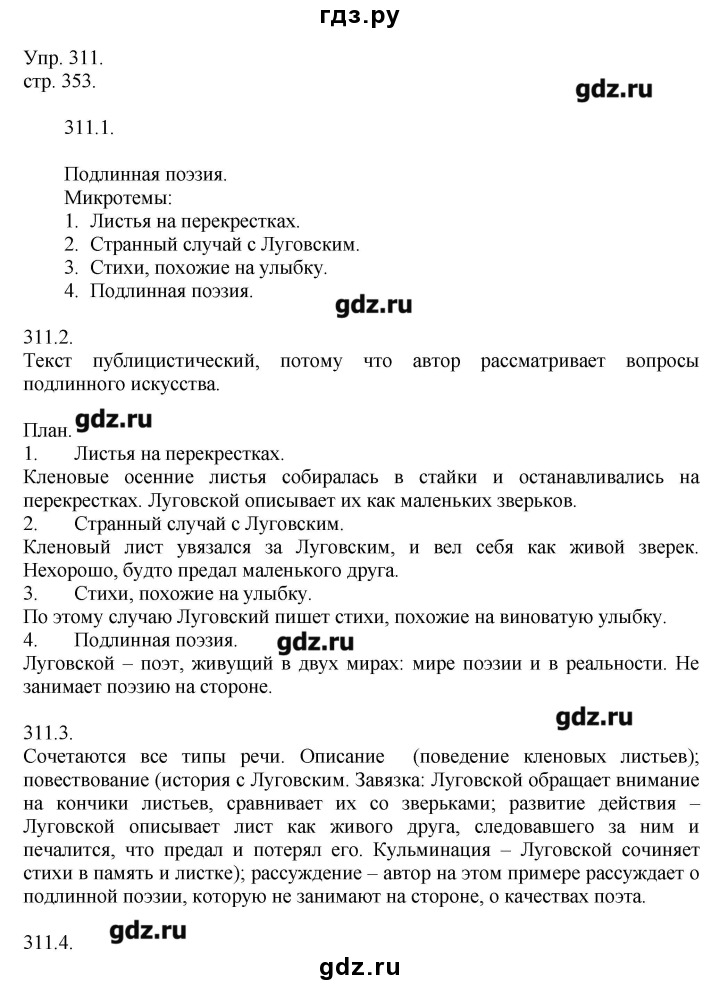 гдз.ру
Упр. 311.
стр. 353.
gdz.ru
311.1.
Подлинная поэзия.
Микротемы:
1. Листья на перекрестках.
2. Странный случай с Луговским.
3. Стихи, похожие на улыбку.
4. Подлинная поэзия.
gdz.ru
311.2.
Текст публицистический, потому что автор рассматривает вопросы
подлинного искусства.
gdz.ru
План.
1. Листья на перекрестках.
Кленовые осенние листья собиралась в стайки и останавливались на
перекрестках. Луговской описывает их как маленьких зверьков.
2. Странный случай с Луговским.
Кленовый лист увязался за Луговским, и вел себя как живой зверек.
Нехорошо, будто предал маленького друга.
3. Стихи, похожие на улыбку.
По этому случаю Луговский пишет стихи, похожие на виноватую улыбку.
4. Подлинная поэзия.
gdz.ru
Луговской – поэт, живущий в двух мирах: мире поэзии и в реальности. Не
занимает поэзию на стороне.
gdz.ru
311.3.
Сочетаются все типы речи. Описание (поведение кленовых листьев);
повествование (история с Луговским. Завязка: Луговской обращает внимание
на кончики листьев, сравнивает их со зверьками; развитие действия –
Луговской описывает лист как живого друга, следовавшего за ним и
печалится, что предал и потерял его. Кульминация – Луговской сочиняет
стихи в память и листке); рассуждение – автор на этом примере рассуждает о
подлинной поэзии, которую не занимают на стороне, о качествах поэта.
gdz.ru
311.4.
gdz.ru